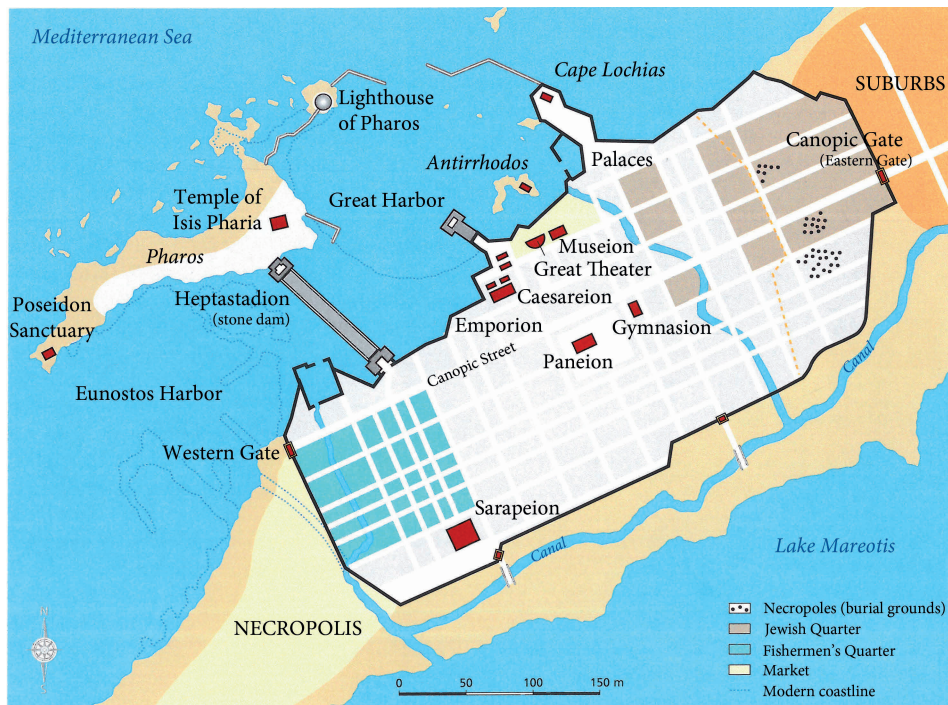 Mediterranean Sea
Cape Lochias
SUBURBS
Lighthouse
of Pharos
Canopic Gate
(Eastern Gate)
Palaces
Antirrhodos
Temple of
Isis Pharia
Great Harbor
Museion
Great Theater
Pharos
Heptastadion
(stone dam)
Caesareion
Poseidon
Sanctuary
Emporion
Gymnasion
Paneion
Canopic Street
Canal
Eunostos Harbor
Western Gate
Sarapeion
Canal
Lake Mareotis
NECROPOLIS
N
Necropoles (burial grounds)
Jewish Quarter
Fishermen's Quarter
Market
Modern coastline
0 50 100 150 m